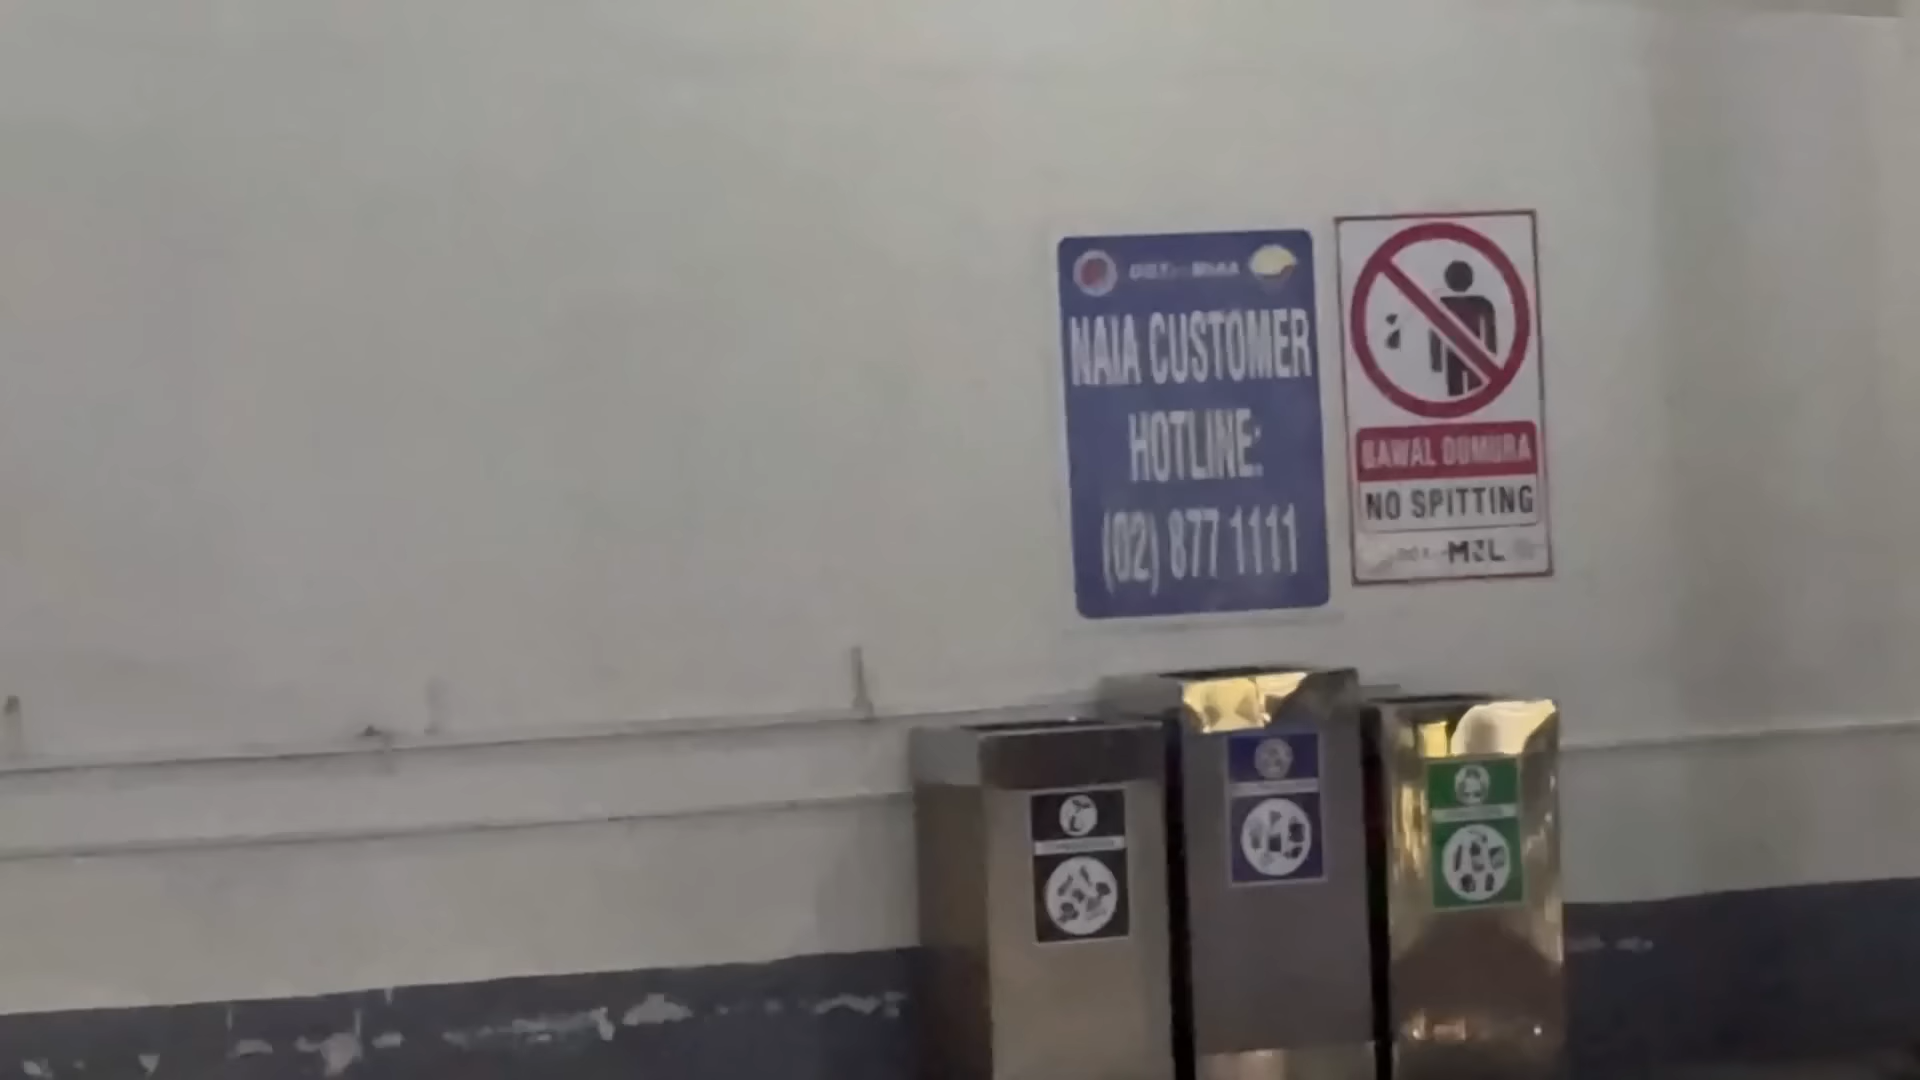 NAIA CUSTOMER
HOTLINE:
(02) 877 1111
BAWAL DUMURA
NO SPITTING